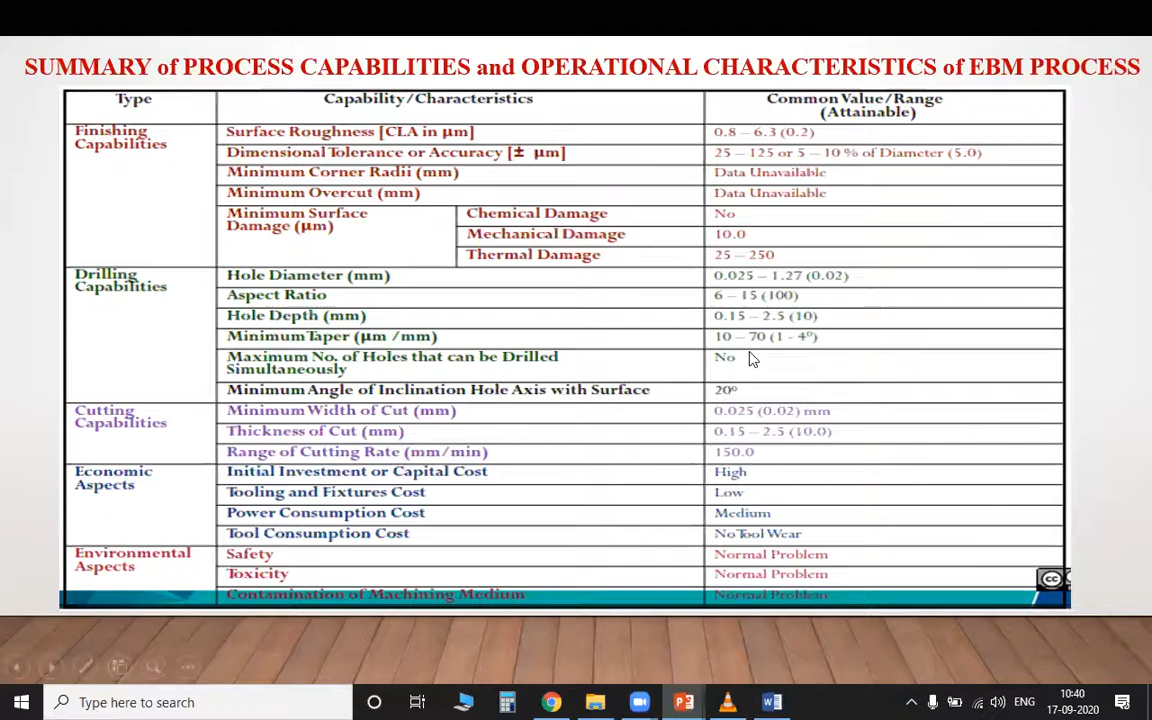 SUMMARY of PROCESS CAPABILITIES and OPERATIONAL CHARACTERISTICS of EBM PROCESS
Type Capability/Characteristics Common Value/Range
(Attainable)
Finishing Capabilities
Surface Roughness [CLA in μm] 0.8 – 6.3 (0.2)
Dimensional Tolerance or Accuracy [± μm] 25 – 125 or 5 – 10 % of Diameter (5.0)
Minimum Corner Radii (mm) Data Unavailable
Minimum Overcut (mm) Data Unavailable
Minimum Surface Damage (μm) Chemical Damage No
Mechanical Damage 10.0
Thermal Damage 25 – 250
Drilling Capabilities
Hole Diameter (mm) 0.025 – 1.27 (0.02)
Aspect Ratio 6 – 15 (100)
Hole Depth (mm) 0.15 – 2.5 (10)
Minimum Taper (μm /mm) 10 – 70 (1 - 4º)
Maximum No. of Holes that can be Drilled Simultaneously No
Minimum Angle of Inclination Hole Axis with Surface 20º
Cutting Capabilities
Minimum Width of Cut (mm) 0.025 (0.02) mm
Thickness of Cut (mm) 0.15 – 2.5 (10.0)
Range of Cutting Rate (mm/min) 150.0
Economic Aspects
Initial Investment or Capital Cost High
Tooling and Fixtures Cost Low
Power Consumption Cost Medium
Tool Consumption Cost No Tool Wear
Environmental Aspects
Safety Normal Problem
Toxicity Normal Problem
Contamination of Machining Medium Normal Problem
cc
Type here to search
ENG
10:40
17-09-2020